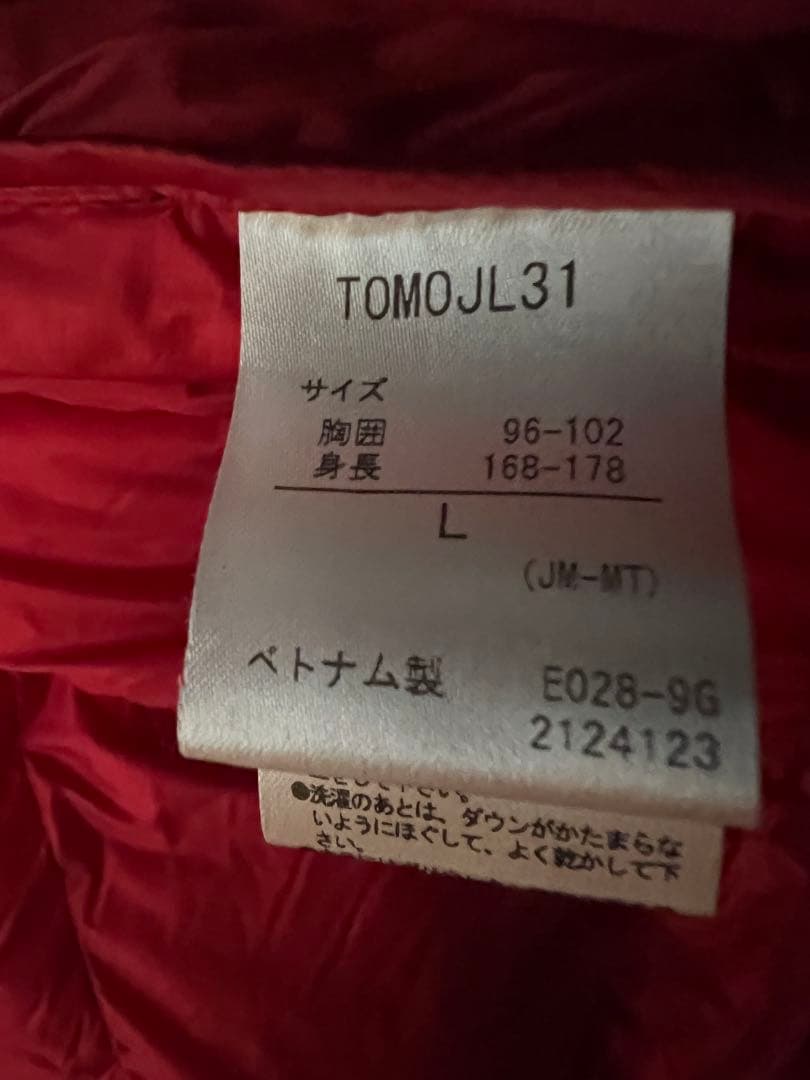 TOMOJL31
サイズ
胸囲 96-102
身長 168-178
L
(JM-MT)
ベトナム製 E028-9G
2124123
●洗濯のあとは、ダウンがかたまらな
いようにほぐして、よく乾かして下
さい。